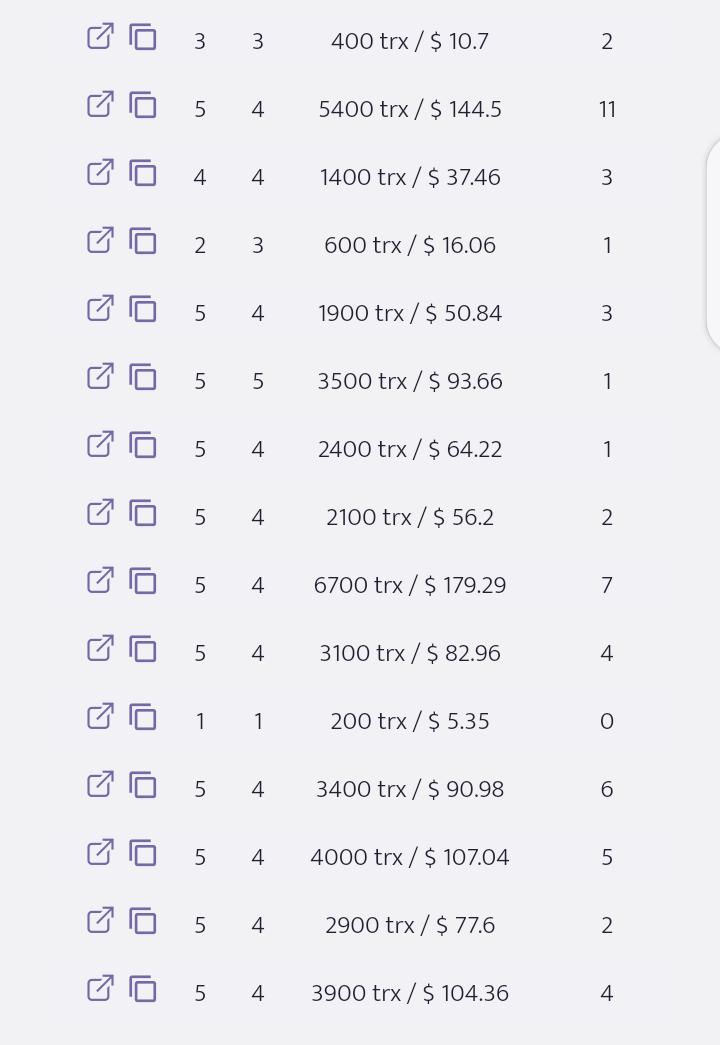 3 3 400 trx / $ 10.7 2
5 4 5400 trx / $ 144.5 11
4 4 1400 trx / $ 37.46 3
2 3 600 trx / $ 16.06 1
5 4 1900 trx / $ 50.84 3
5 5 3500 trx / $ 93.66 1
5 4 2400 trx / $ 64.22 1
5 4 2100 trx / $ 56.2 2
5 4 6700 trx / $ 179.29 7
5 4 3100 trx / $ 82.96 4
1 1 200 trx / $ 5.35 0
5 4 3400 trx / $ 90.98 6
5 4 4000 trx / $ 107.04 5
5 4 2900 trx / $ 77.6 2
5 4 3900 trx / $ 104.36 4